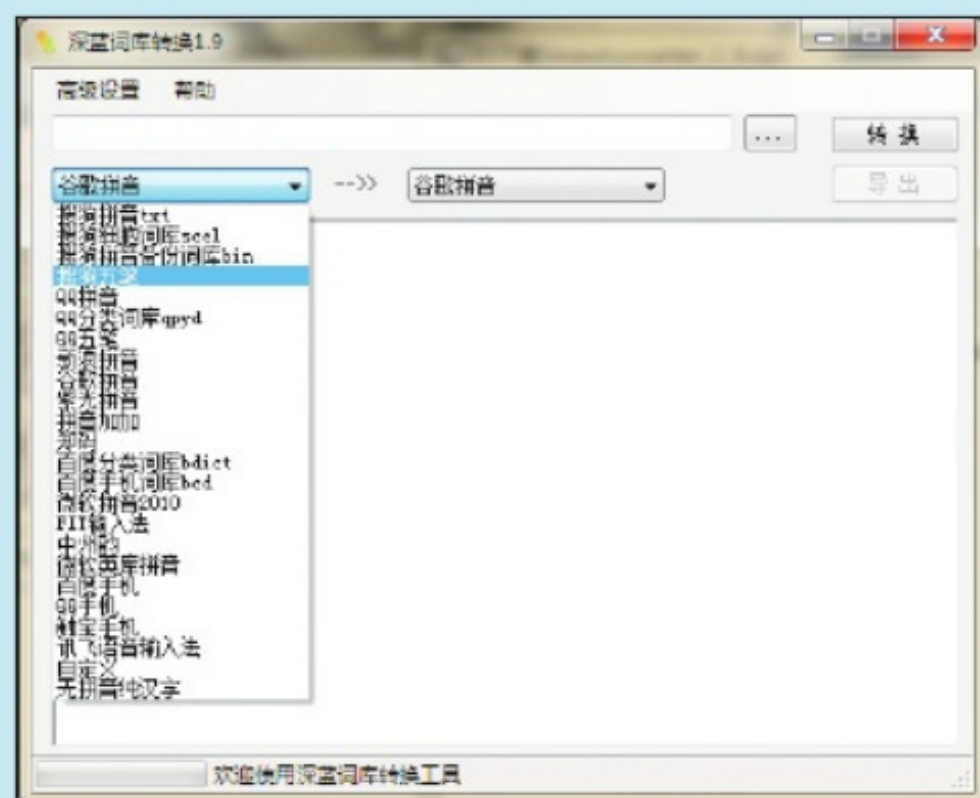 深蓝词库转换1.9
高级设置 帮助
... 转 换
谷歌拼音 -->> 谷歌拼音 导 出
搜狗拼音txt
搜狗细胞词库scel
搜狗拼音备份词库bin
搜狗五笔
QQ拼音
QQ分类词库qpyd
QQ五笔
新浪拼音
谷歌拼音
紫光拼音
拼音加加
郑码
百度分类词库bdict
百度手机词库bcd
微软拼音2010
FIT输入法
中州韵
微软英库拼音
百度手机
QQ手机
触宝手机
讯飞语音输入法
自定义
无拼音纯汉字
欢迎使用深蓝词库转换工具